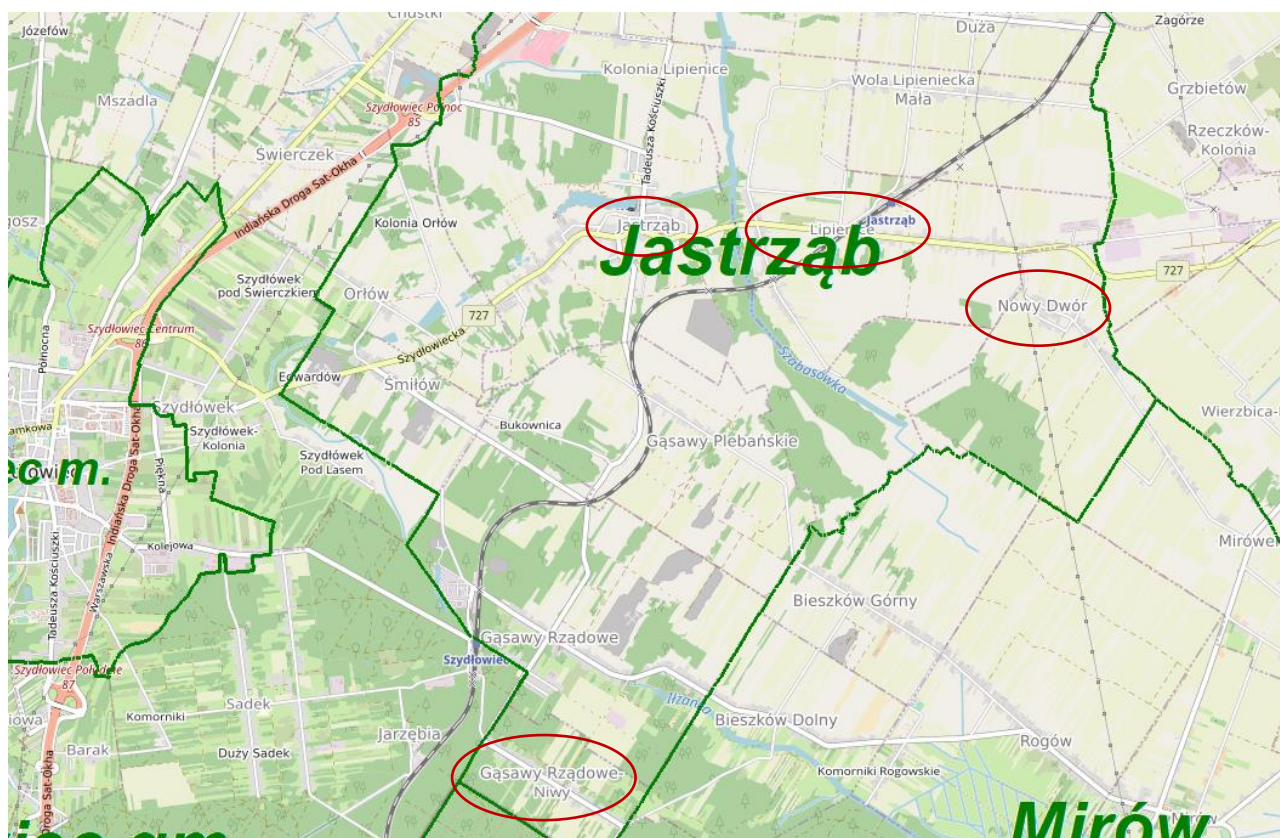 Chustki
Józefów
Duża
Zagórze
Kolonia Lipienice
Wola Lipieniecka
Mała
Grzbietów
Mszadla
Szydłowiec Północ
85
Tadeusza Kościuszki
Rzeczków-
Kolonia
Świerczek
Indiańska Droga Sat-Okha
Kolonia Orłów
Jastrząb
Lipienice
Jastrząb
Jastrząb
727
Szydłówek
pod Świerczkiem
Orłów
727
Nowy Dwór
Północna
Szydłowiec Centrum
86
Szydłowiecka
Szabasówka
Edwardów
Śmiłów
Szydłówek
Wierzbica-
Bukownica
Gąsawy Plebańskie
Szydłówek-
Kolonia
Szydłówek
Pod Lasem
ec m.
Piękna
Indiańska Droga Sat-Okha
Kolejowa
Mirówek
Tadeusza Kościuszki
Warszawska
Bieszków Górny
Gąsawy Rządowe
Szydłowiec
Szydłowiec Południe
87
Iłżanka
Komorniki
Sadek
Bieszków Dolny
Barak
Duży Sadek
Jarzębia
Rogów
Gąsawy Rządowe-
Niwy
Komorniki Rogowskie
Droga Sat-Okha
Mirów